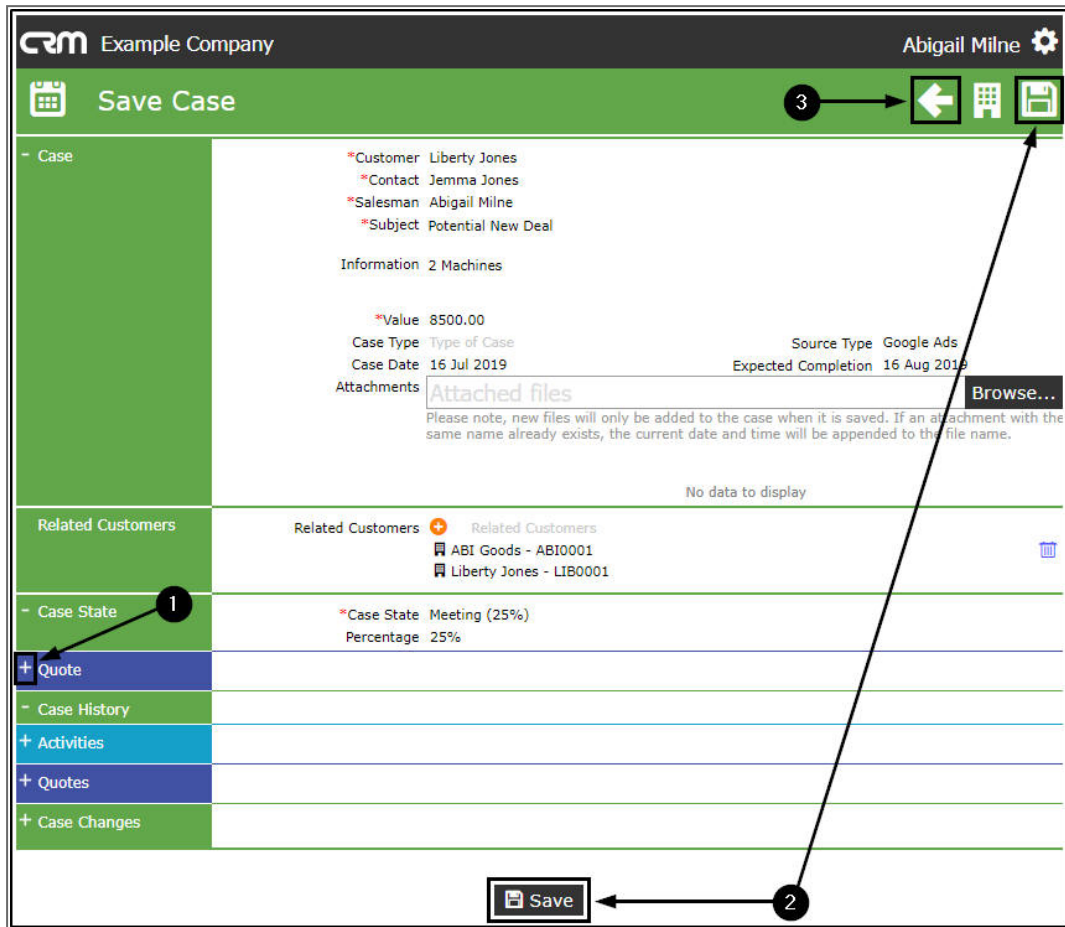 CRM Example Company Abigail Milne
Save Case 3
- Case
*Customer Liberty Jones
*Contact Jemma Jones
*Salesman Abigail Milne
*Subject Potential New Deal
Information 2 Machines
*Value 8500.00
Case Type Type of Case Source Type Google Ads
Case Date 16 Jul 2019 Expected Completion 16 Aug 2019
Attachments Attached files Browse...
Please note, new files will only be added to the case when it is saved. If an attachment with the
same name already exists, the current date and time will be appended to the file name.
No data to display
Related Customers Related Customers Related Customers
ABI Goods - ABI0001
Liberty Jones - LIB0001
- Case State 1 *Case State Meeting (25%)
Percentage 25%
+ Quote
- Case History
+ Activities
+ Quotes
+ Case Changes
Save 2